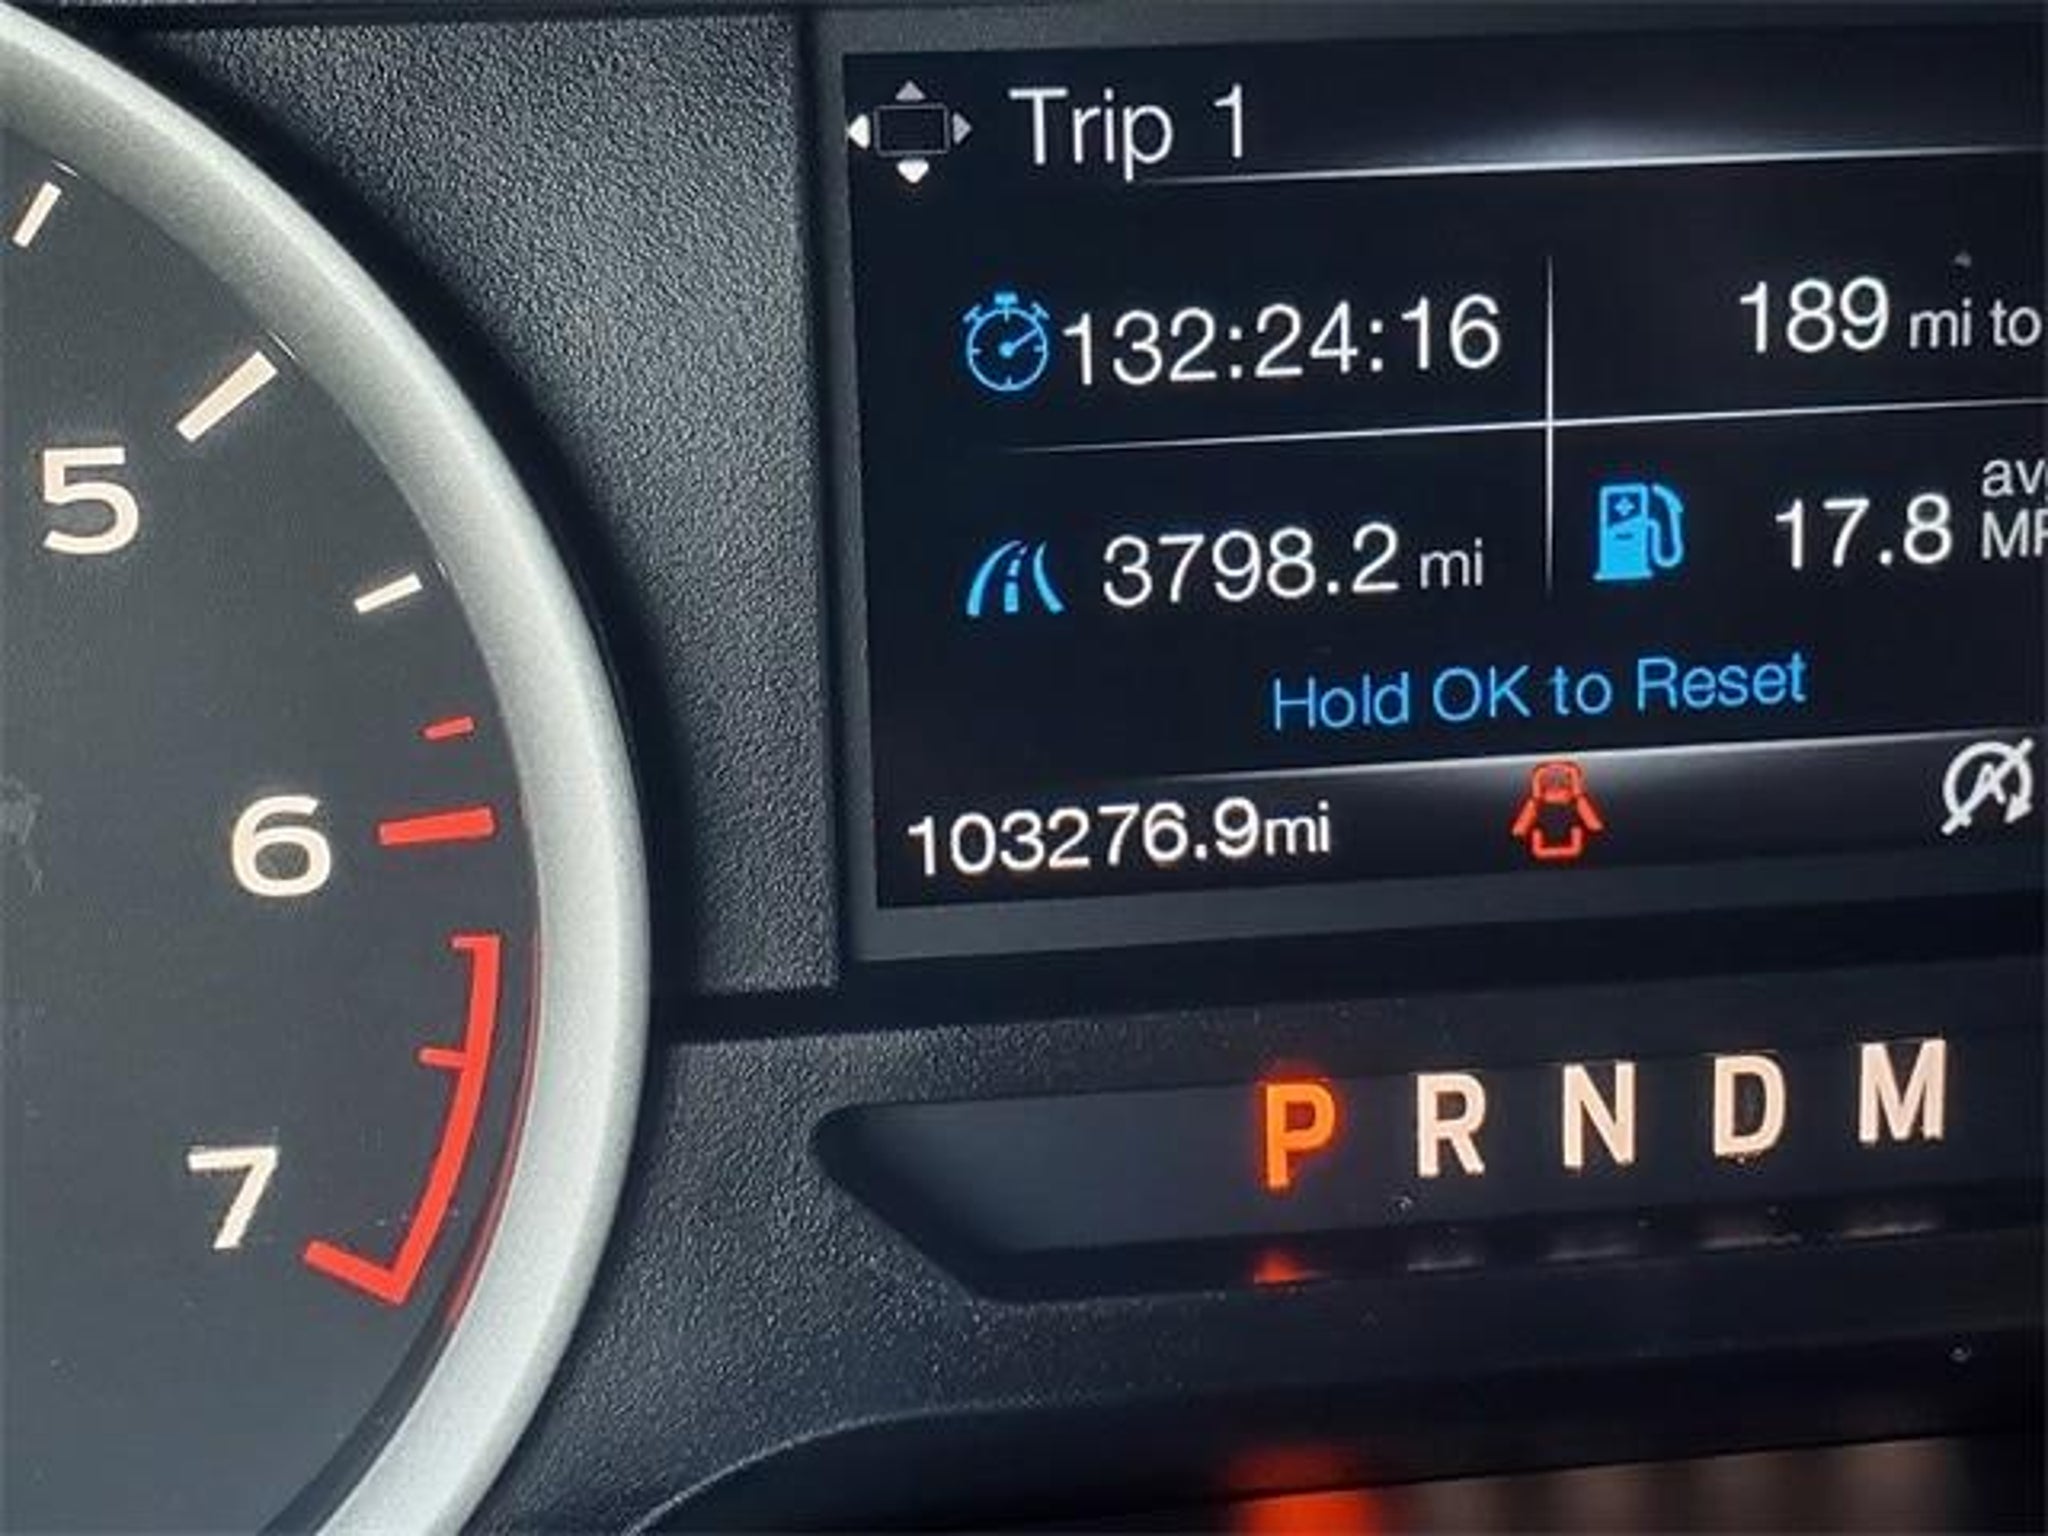 Trip 1
132:24:16
189 mi to
3798.2 mi
17.8
Hold OK to Reset
103276.9mi
P R N D M
5
6
7